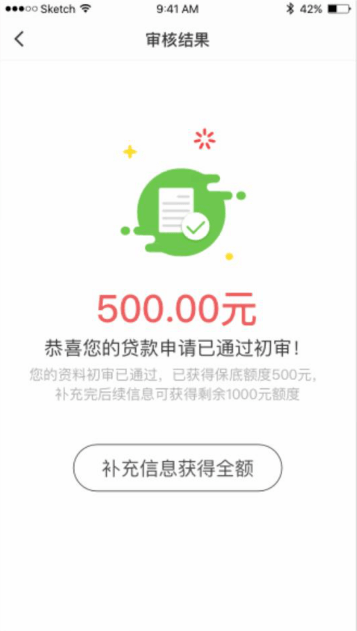 Sketch 9:41 AM 42%
审核结果
500.00元
恭喜您的贷款申请已通过初审！
您的资料初审已通过，已获得保底额度500元，
补充完后续信息可获得剩余1000元额度
补充信息获得全额